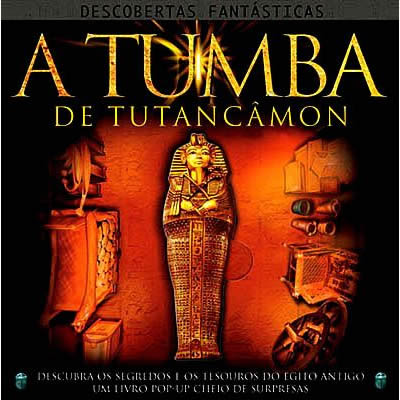 DESCOBERTAS FANTÁSTICAS
A TUMBA
DE TUTANCÂMON
DESCUBRA OS SEGREDOS E OS TESOUROS DO EGITO ANTIGO
UM LIVRO POP-UP CHEIO DE SURPRESAS